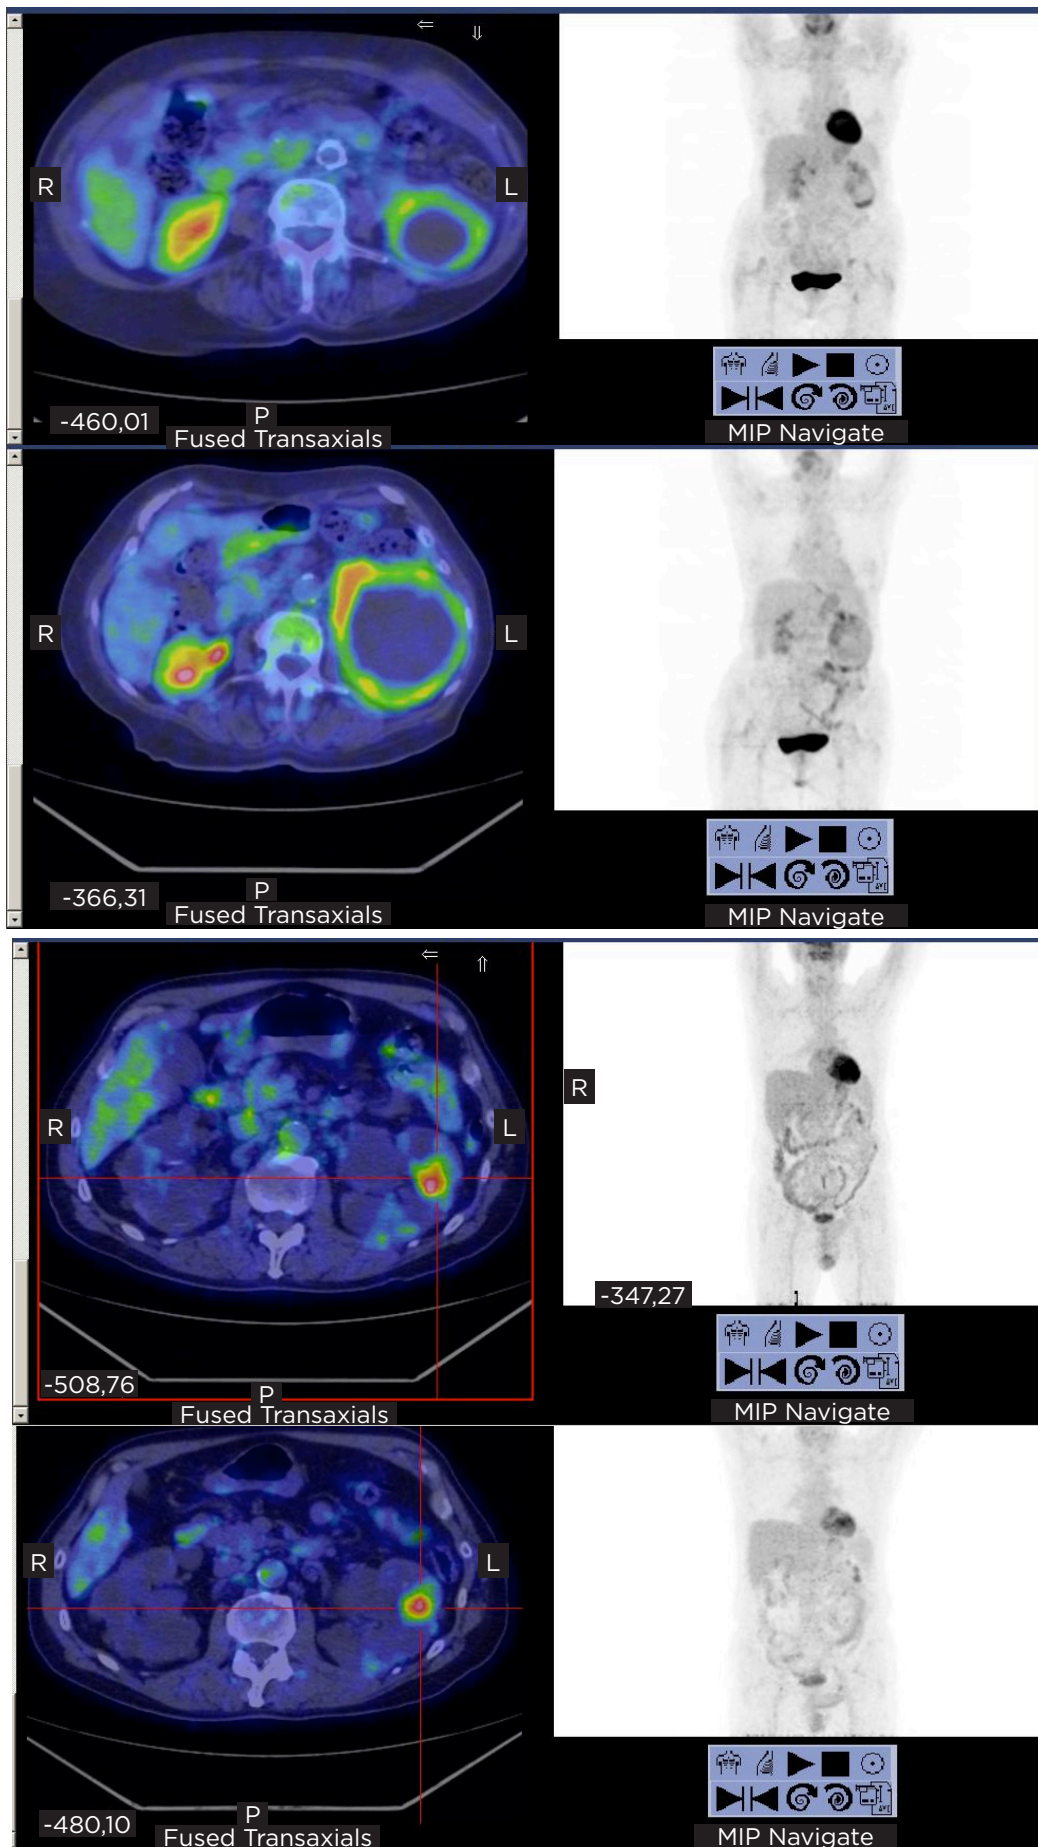 R
L
-460,01
P
Fused Transaxials
MIP Navigate
R
L
-366,31
P
Fused Transaxials
MIP Navigate
R
L
R
-347,27
-508,76
P
Fused Transaxials
MIP Navigate
R
L
-480,10
P
Fused Transaxials
MIP Navigate